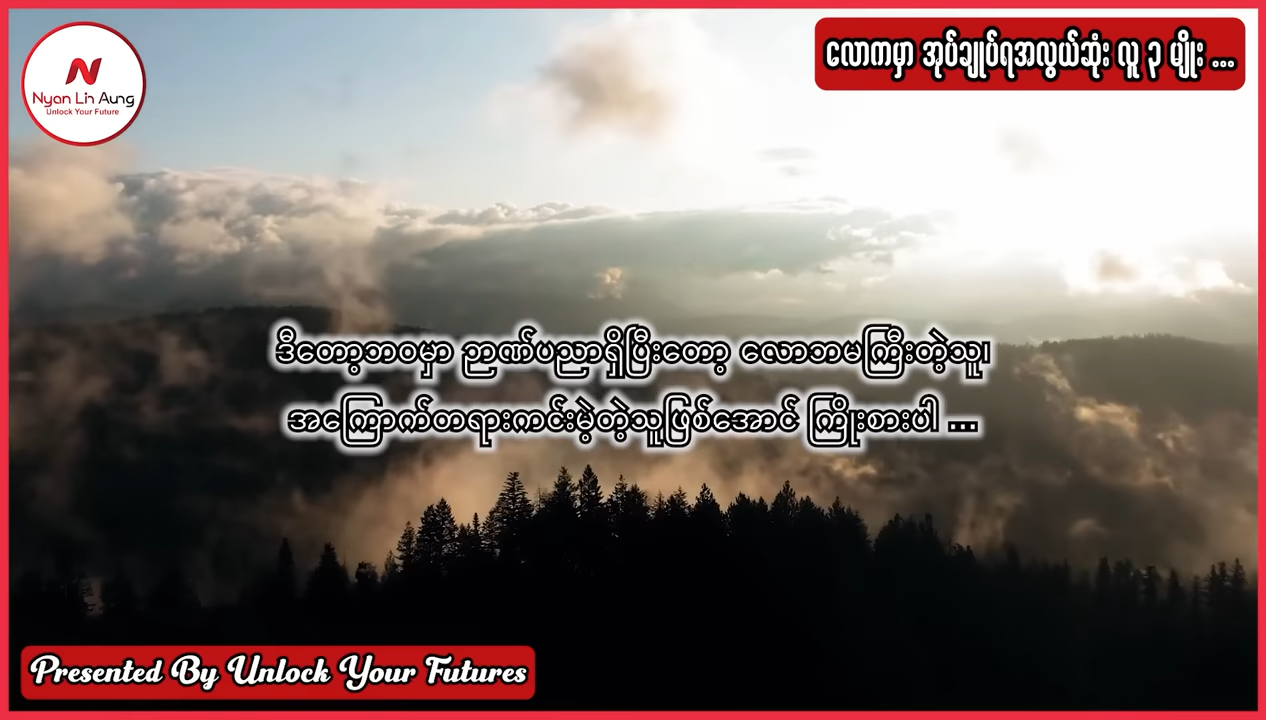 N
Nyan Lin Aung
Unlock Your Future
လောကမှာ အုပ်ချုပ်ရအလွယ်ဆုံး လူ ၃ မျိုး ...
ဒီတော့ဘဝမှာ ဉာဏ်ပညာရှိပြီးတော့ လောဘမကြီးတဲ့သူ၊
အကြောက်တရားကင်းမဲ့တဲ့သူဖြစ်အောင် ကြိုးစားပါ ...
Presented By Unlock Your Futures